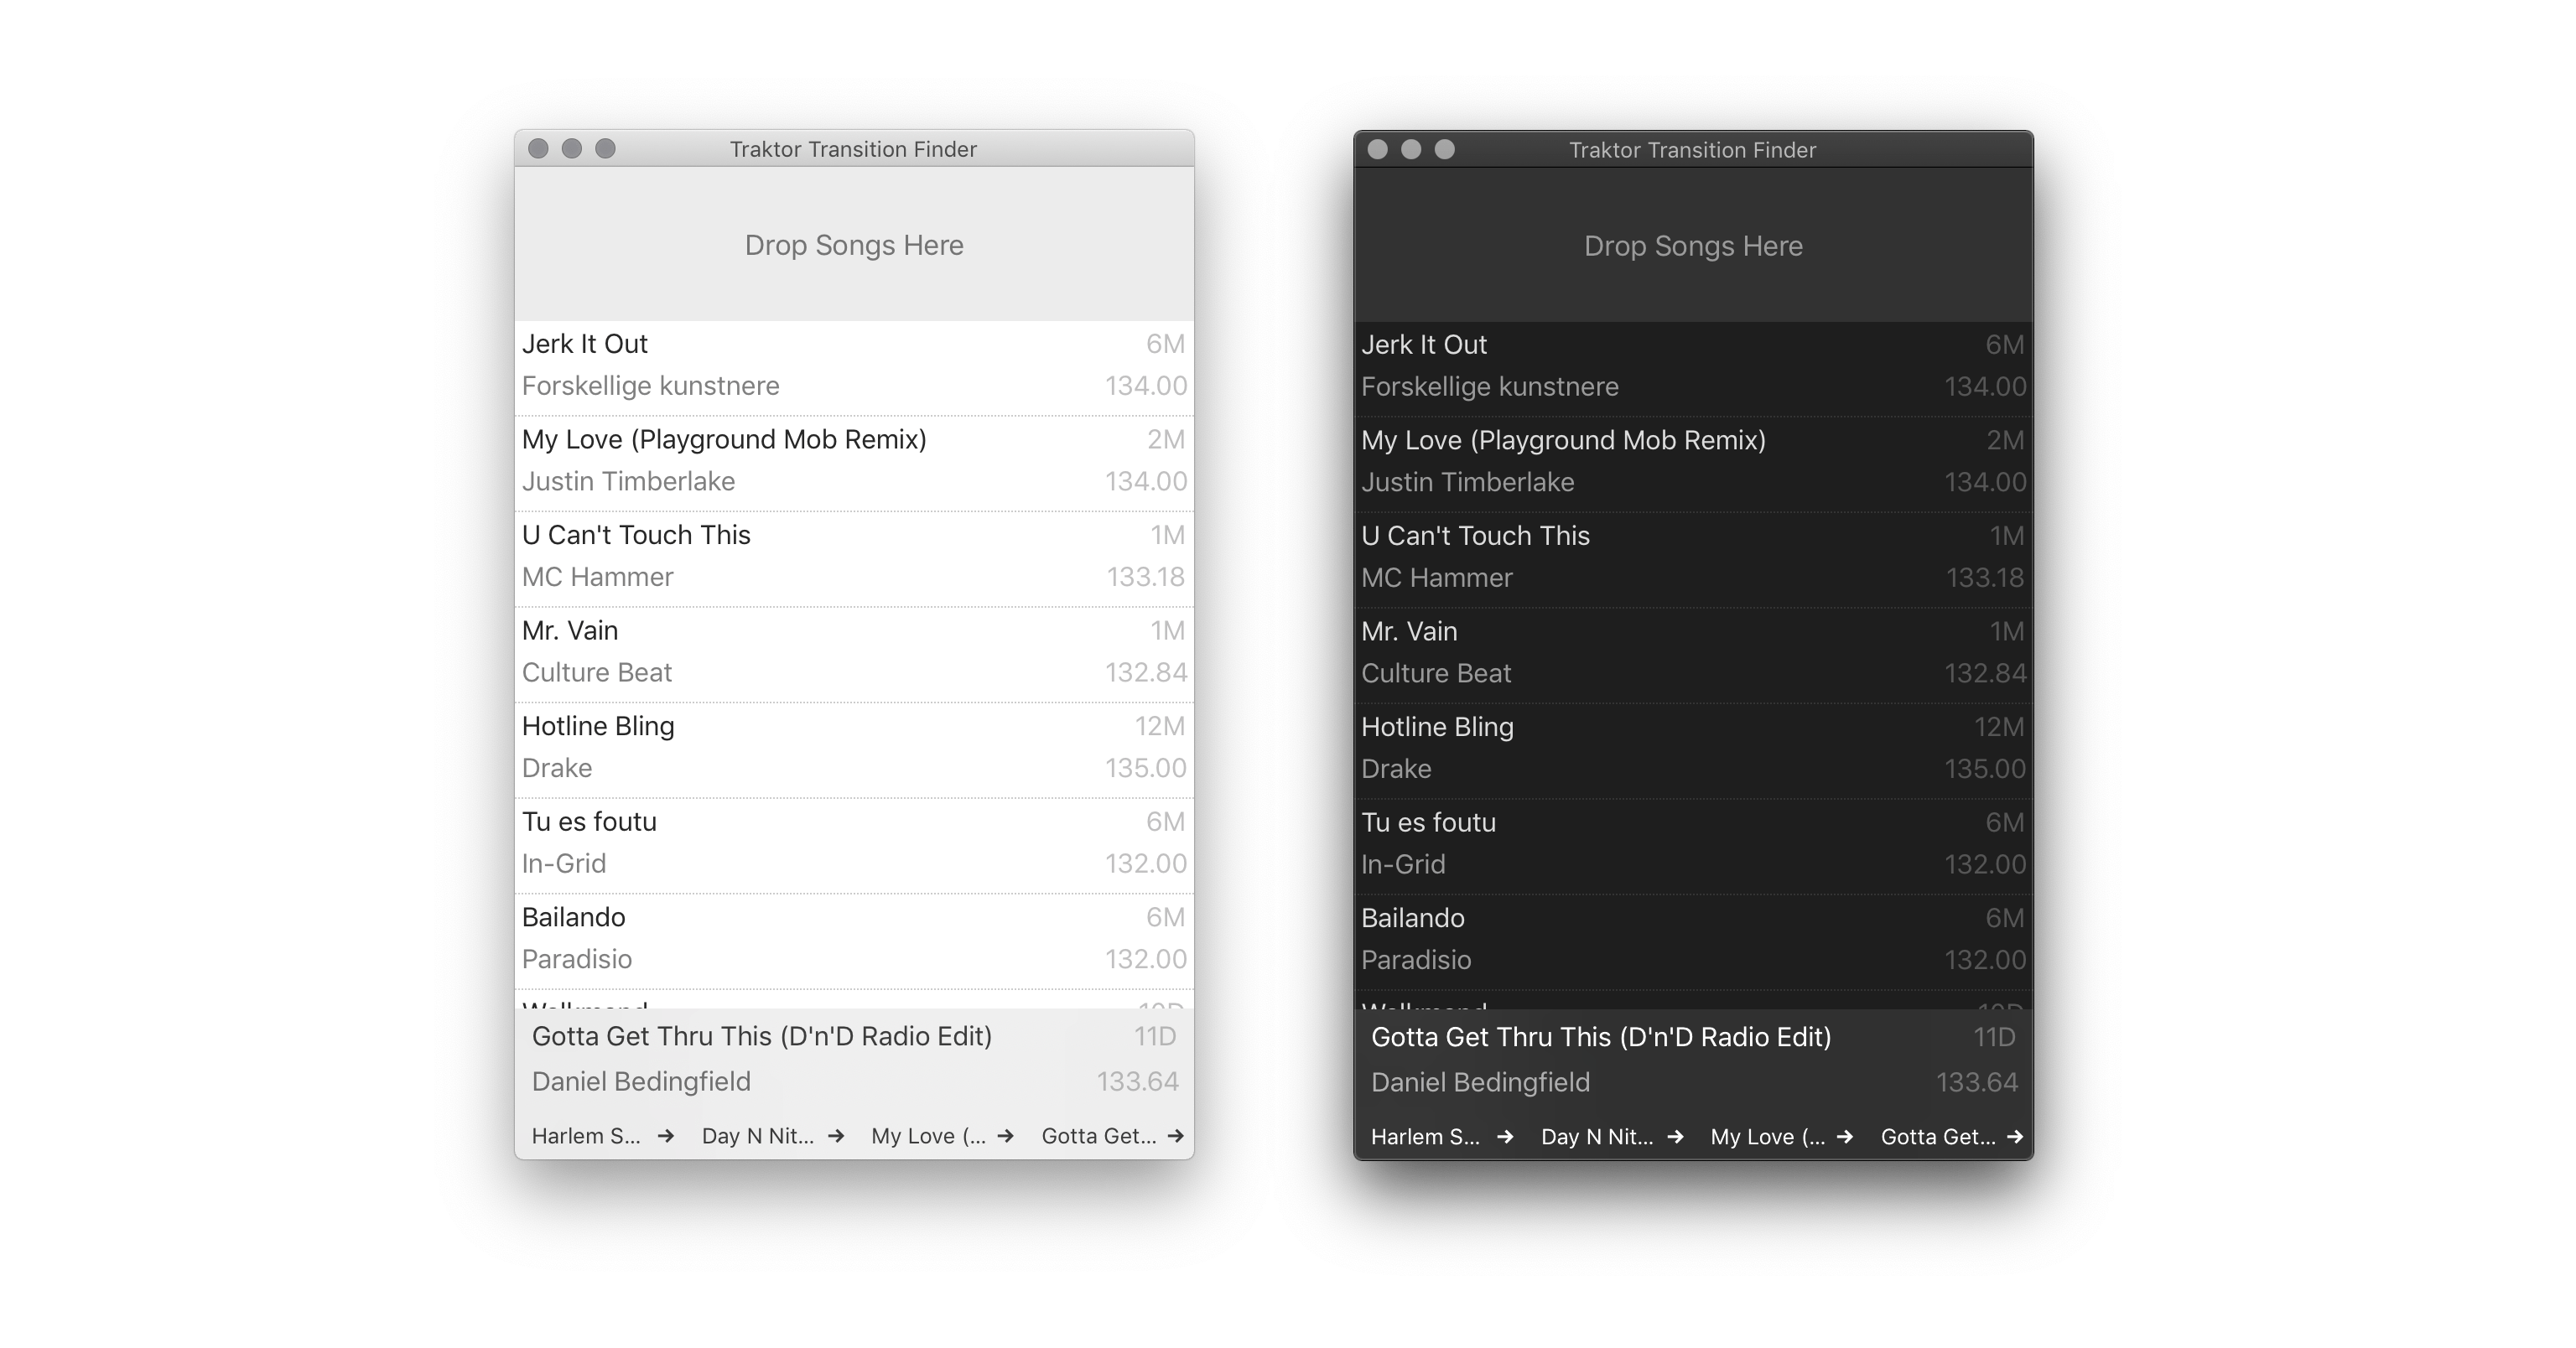 Traktor Transition Finder
Drop Songs Here
Jerk It Out 6M
Forskellige kunstnere 134.00
My Love (Playground Mob Remix) 2M
Justin Timberlake 134.00
U Can't Touch This 1M
MC Hammer 133.18
Mr. Vain 1M
Culture Beat 132.84
Hotline Bling 12M
Drake 135.00
Tu es foutu 6M
In-Grid 132.00
Bailando 6M
Paradisio 132.00
Gotta Get Thru This (D'n'D Radio Edit) 11D
Daniel Bedingfield 133.64
Harlem S... → Day N Nit... → My Love (... → Gotta Get... →
Traktor Transition Finder
Drop Songs Here
Jerk It Out 6M
Forskellige kunstnere 134.00
My Love (Playground Mob Remix) 2M
Justin Timberlake 134.00
U Can't Touch This 1M
MC Hammer 133.18
Mr. Vain 1M
Culture Beat 132.84
Hotline Bling 12M
Drake 135.00
Tu es foutu 6M
In-Grid 132.00
Bailando 6M
Paradisio 132.00
Gotta Get Thru This (D'n'D Radio Edit) 11D
Daniel Bedingfield 133.64
Harlem S... → Day N Nit... → My Love (... → Gotta Get... →